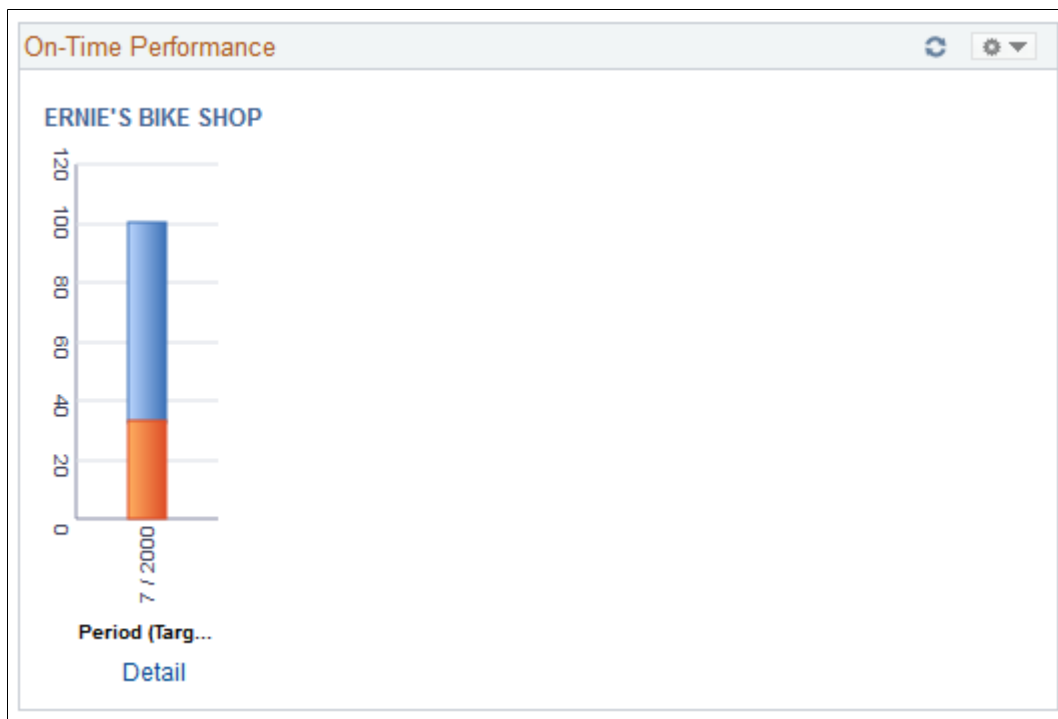 On-Time Performance
ERNIE'S BIKE SHOP
120
100
80
60
40
20
0
7 / 2000
Period (Targ...
Detail